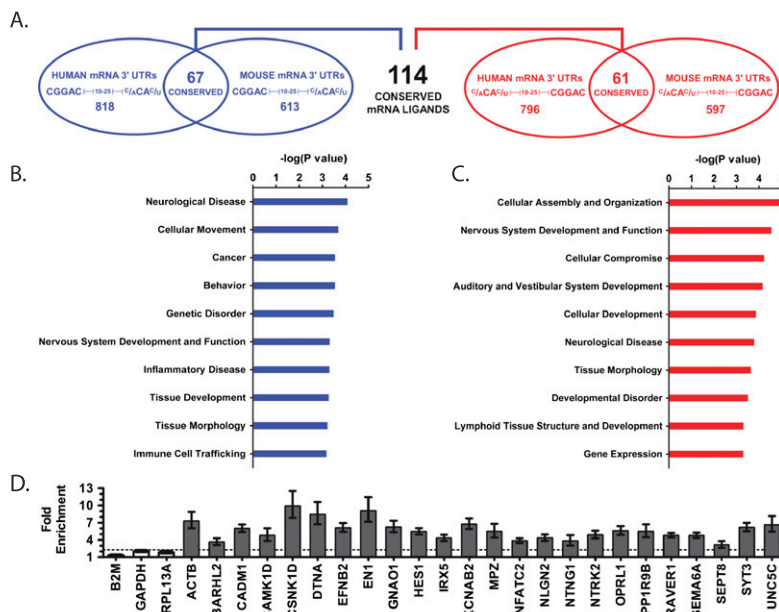 A.
HUMAN mRNA 3' UTRs
CGGAC ⊢(10-25)⊣ C/ACAC/U
818
67
CONSERVED
MOUSE mRNA 3' UTRs
CGGAC ⊢(10-25)⊣ C/ACAC/U
613
114
CONSERVED
mRNA LIGANDS
HUMAN mRNA 3' UTRs
C/ACAC/U ⊢(10-25)⊣ CGGAC
796
61
CONSERVED
MOUSE mRNA 3' UTRs
C/ACAC/U ⊢(10-25)⊣ CGGAC
597
B.
-log(P value)
0 1 2 3 4 5
Neurological Disease
Cellular Movement
Cancer
Behavior
Genetic Disorder
Nervous System Development and Function
Inflammatory Disease
Tissue Development
Tissue Morphology
Immune Cell Trafficking
C.
-log(P value)
0 1 2 3 4
Cellular Assembly and Organization
Nervous System Development and Function
Cellular Compromise
Auditory and Vestibular System Development
Cellular Development
Neurological Disease
Tissue Morphology
Developmental Disorder
Lymphoid Tissue Structure and Development
Gene Expression
D.
Fold
Enrichment
13
10
7
4
1
B2M
GAPDH
RPL13A
ACTB
BARHL2
CADM1
CAMK1D
CSNK1D
DTNA
EFNB2
EN1
GNAO1
HES1
IRX5
KCNAB2
MPZ
NFATC2
NLGN2
NTNG1
NTRK2
OPRL1
PP1R9B
RAVER1
SEMA6A
SEPT8
SYT3
UNC5C